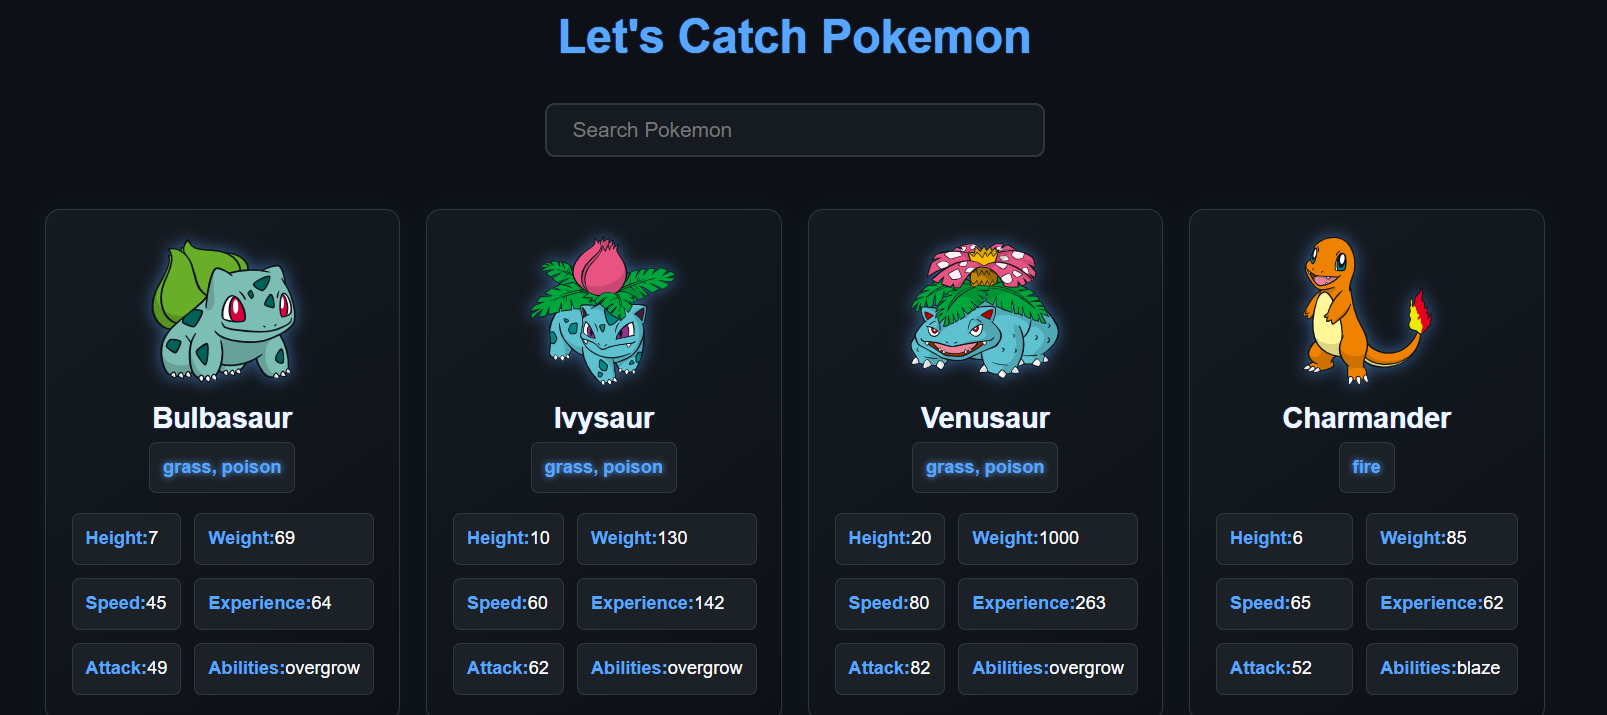 Let's Catch Pokemon
Search Pokemon
Bulbasaur
grass, poison
Height:7
Weight:69
Speed:45
Experience:64
Attack:49
Abilities:overgrow
Ivysaur
grass, poison
Height:10
Weight:130
Speed:60
Experience:142
Attack:62
Abilities:overgrow
Venusaur
grass, poison
Height:20
Weight:1000
Speed:80
Experience:263
Attack:82
Abilities:overgrow
Charmander
fire
Height:6
Weight:85
Speed:65
Experience:62
Attack:52
Abilities:blaze